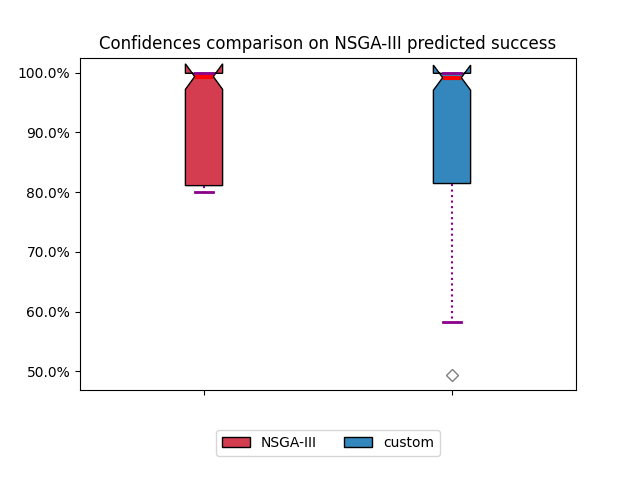 Confidences comparison on NSGA-III predicted success
100.0%
90.0%
80.0%
70.0%
60.0%
50.0%
NSGA-III
custom